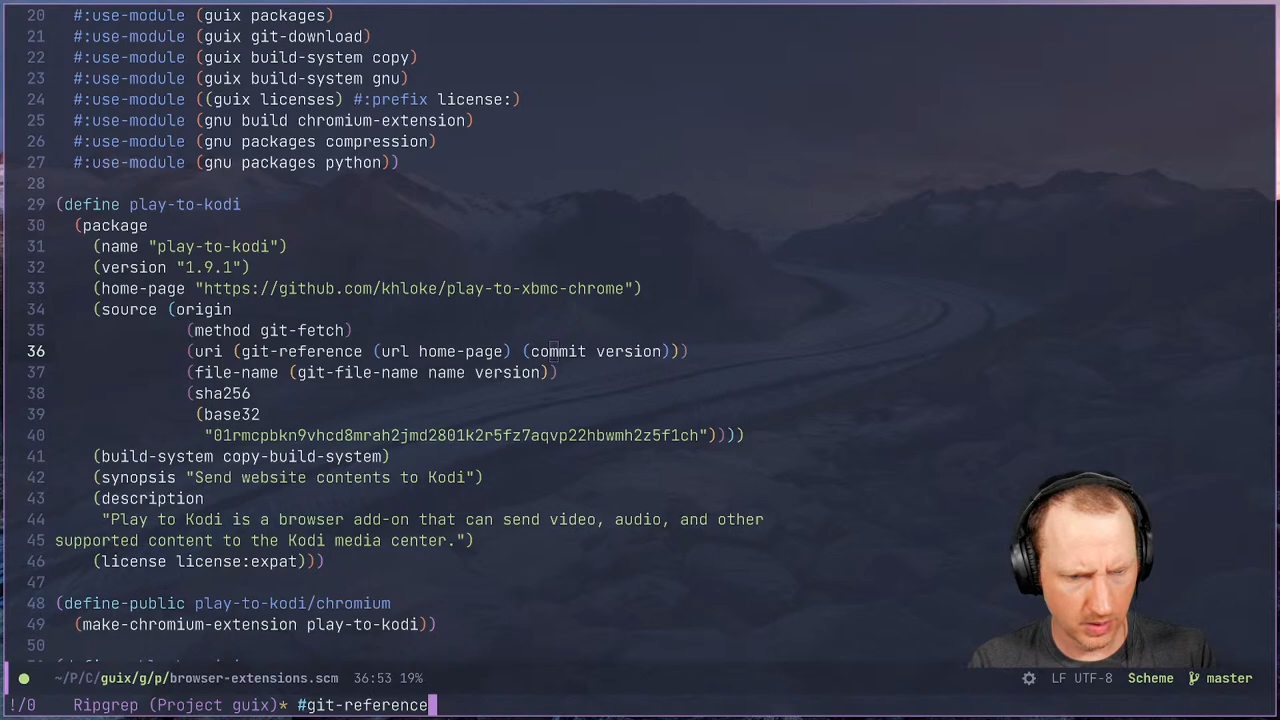 20 #:use-module (guix packages)
21 #:use-module (guix git-download)
22 #:use-module (guix build-system copy)
23 #:use-module (guix build-system gnu)
24 #:use-module ((guix licenses) #:prefix license:)
25 #:use-module (gnu build chromium-extension)
26 #:use-module (gnu packages compression)
27 #:use-module (gnu packages python))
28
29 (define play-to-kodi
30 (package
31 (name "play-to-kodi")
32 (version "1.9.1")
33 (home-page "https://github.com/khloke/play-to-xbmc-chrome")
34 (source (origin
35 (method git-fetch)
36 (uri (git-reference (url home-page) (commit version)))
37 (file-name (git-file-name name version))
38 (sha256
39 (base32
40 "01rmcpbkn9vhcd8mrah2jmd2801k2r5fz7aqvp22hbwmh2z5f1ch"))))
41 (build-system copy-build-system)
42 (synopsis "Send website contents to Kodi")
43 (description
44 "Play to Kodi is a browser add-on that can send video, audio, and other
45 supported content to the Kodi media center.")
46 (license license:expat)))
47
48 (define-public play-to-kodi/chromium
49 (make-chromium-extension play-to-kodi))
50
~/P/C/guix/g/p/browser-extensions.scm 36:53 19% LF UTF-8 Scheme master
!/0 Ripgrep (Project guix)* #git-reference